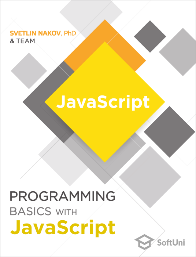 SVETLIN NAKOV, PhD
& TEAM
JavaScript
PROGRAMMING
BASICS WITH
JavaScript
SoftUni